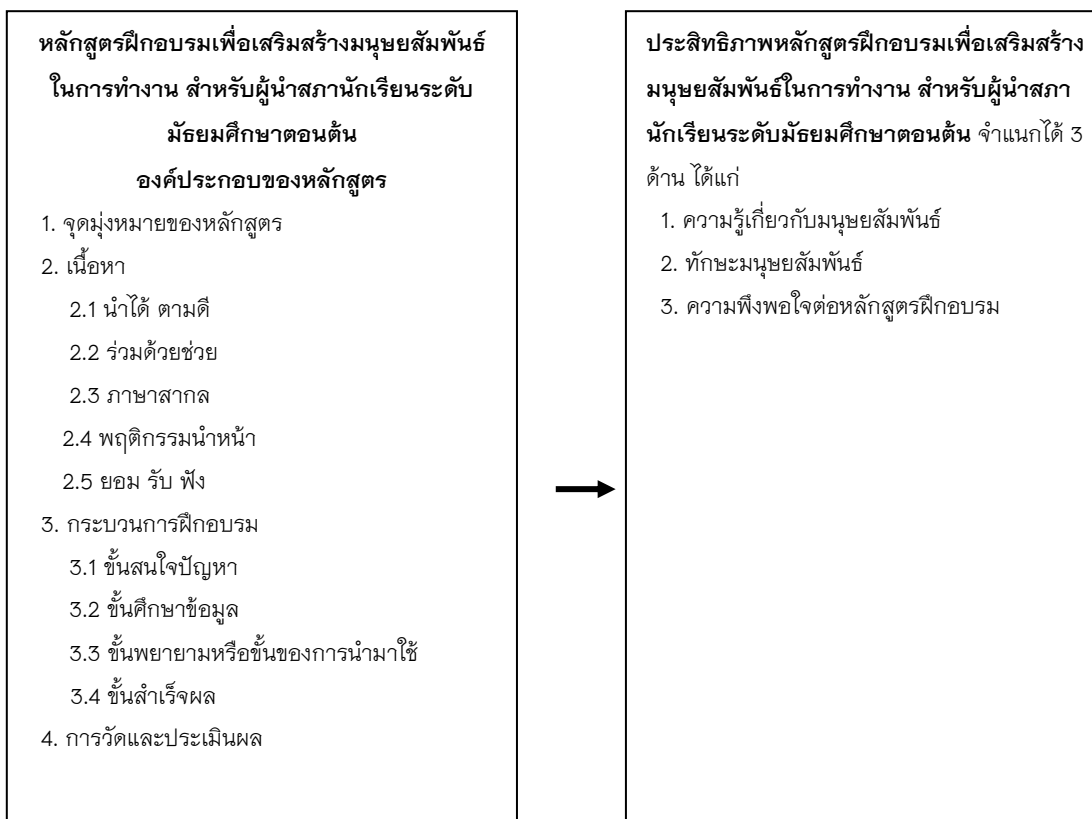 หลักสูตรฝึกอบรมเพื่อเสริมสร้างมนุษยสัมพันธ์
ในการทำงาน สำหรับผู้นำสภานักเรียนระดับ
มัธยมศึกษาตอนต้น
องค์ประกอบของหลักสูตร
1. จุดมุ่งหมายของหลักสูตร
2. เนื้อหา
2.1 นำได้ ตามดี
2.2 ร่วมด้วยช่วย
2.3 ภาษาสากล
2.4 พฤติกรรมนำหน้า
2.5 ยอม รับ ฟัง
3. กระบวนการฝึกอบรม
3.1 ขั้นสนใจปัญหา
3.2 ขั้นศึกษาข้อมูล
3.3 ขั้นพยายามหรือขั้นของการนำมาใช้
3.4 ขั้นสำเร็จผล
4. การวัดและประเมินผล
ประสิทธิภาพหลักสูตรฝึกอบรมเพื่อเสริมสร้าง
มนุษยสัมพันธ์ในการทำงาน สำหรับผู้นำสภา
นักเรียนระดับมัธยมศึกษาตอนต้น จำแนกได้ 3
ด้าน ได้แก่
1. ความรู้เกี่ยวกับมนุษยสัมพันธ์
2. ทักษะมนุษยสัมพันธ์
3. ความพึงพอใจต่อหลักสูตรฝึกอบรม